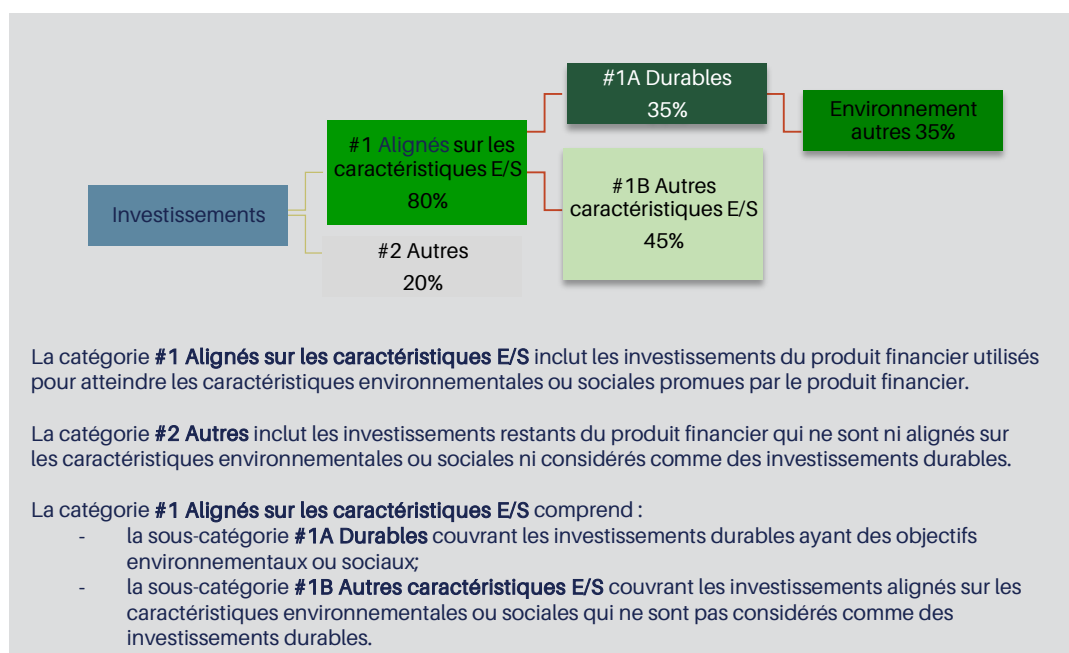 #1A Durables
35%
Environnement
autres 35%
#1 Alignés sur les
caractéristiques E/S
80%
#1B Autres
caractéristiques E/S
45%
Investissements
#2 Autres
20%
La catégorie #1 Alignés sur les caractéristiques E/S inclut les investissements du produit financier utilisés
pour atteindre les caractéristiques environnementales ou sociales promues par le produit financier.
La catégorie #2 Autres inclut les investissements restants du produit financier qui ne sont ni alignés sur
les caractéristiques environnementales ou sociales ni considérés comme des investissements durables.
La catégorie #1 Alignés sur les caractéristiques E/S comprend :
- la sous-catégorie #1A Durables couvrant les investissements durables ayant des objectifs
environnementaux ou sociaux;
- la sous-catégorie #1B Autres caractéristiques E/S couvrant les investissements alignés sur les
caractéristiques environnementales ou sociales qui ne sont pas considérés comme des
investissements durables.